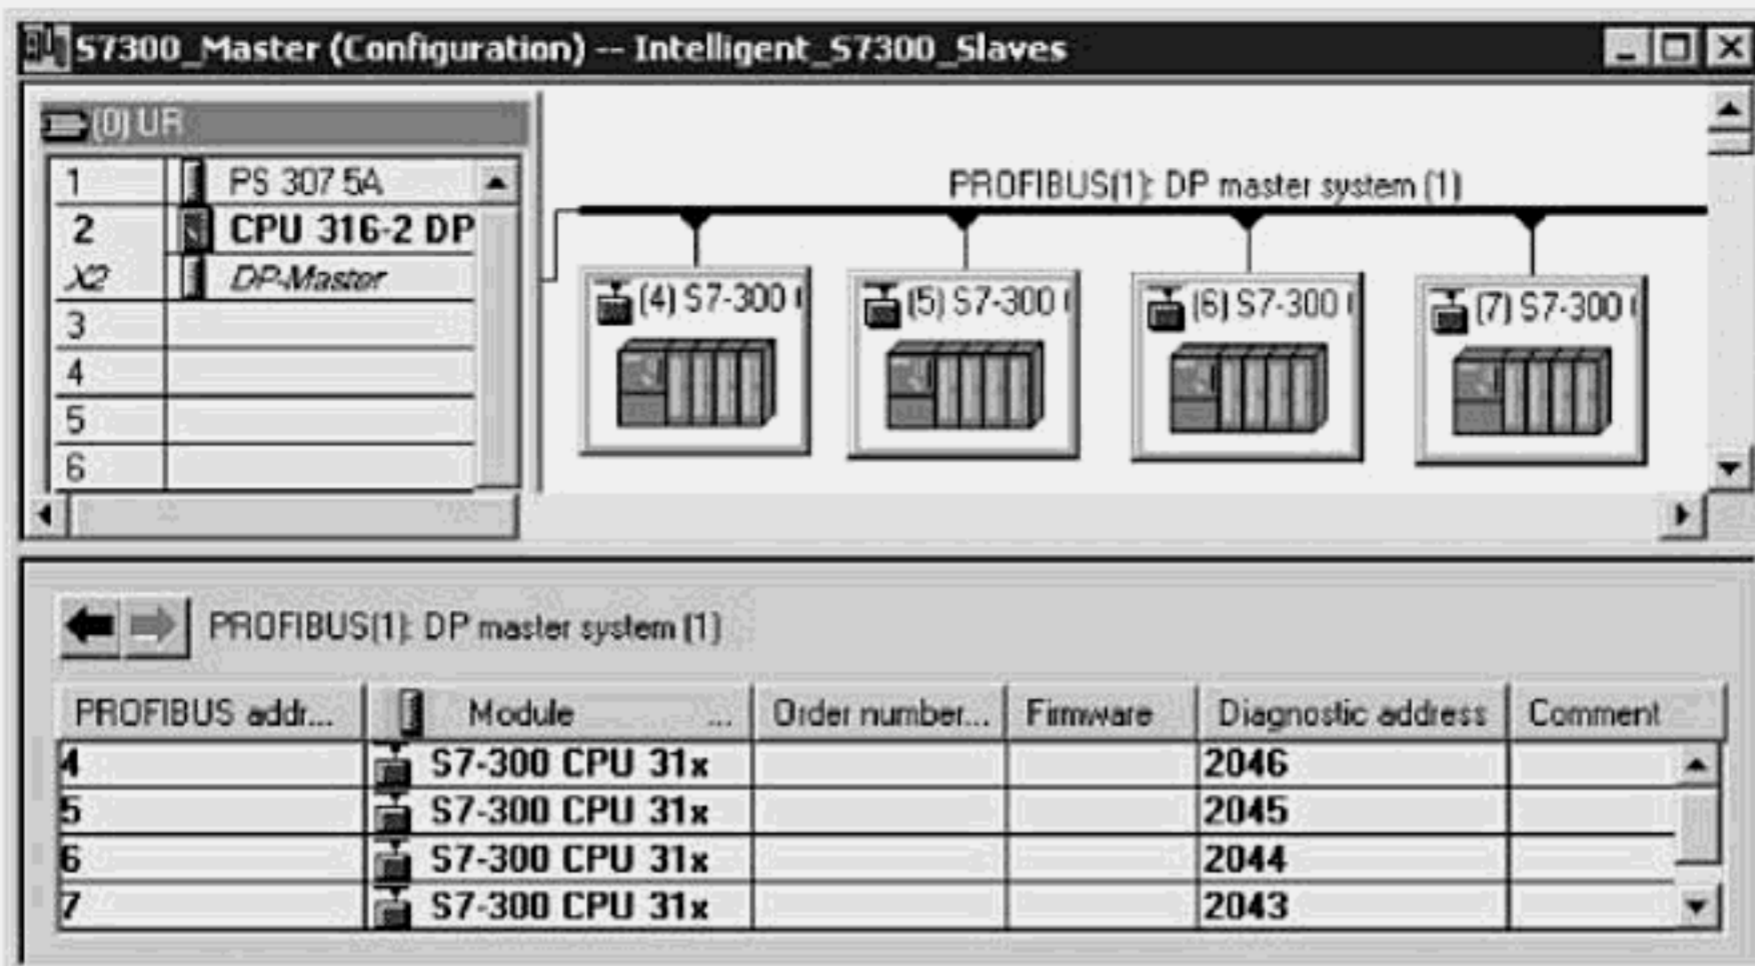 S7300_Master (Configuration) -- Intelligent_S7300_Slaves
(0) UR
1 PS 307 5A
2 CPU 316-2 DP
X2 DP-Master
3
4
5
6
PROFIBUS(1): DP master system (1)
(4) S7-300
(5) S7-300
(6) S7-300
(7) S7-300
PROFIBUS(1): DP master system (1)
PROFIBUS addr... Module ... Order number... Firmware Diagnostic address Comment
4 S7-300 CPU 31x 2046
5 S7-300 CPU 31x 2045
6 S7-300 CPU 31x 2044
7 S7-300 CPU 31x 2043